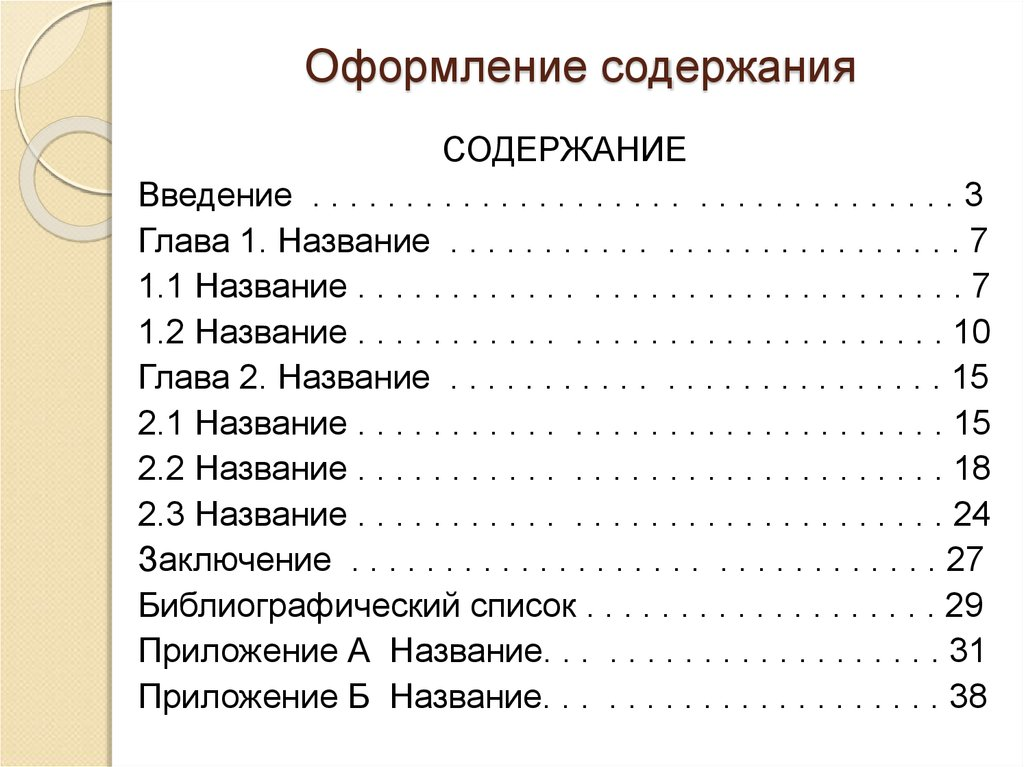 Оформление содержания
СОДЕРЖАНИЕ
Введение . . . . . . . . . . . . . . . . . . . . . . . . . . . . . . . . . . 3
Глава 1. Название . . . . . . . . . . . . . . . . . . . . . . . . . . . 7
1.1 Название . . . . . . . . . . . . . . . . . . . . . . . . . . . . . . . . 7
1.2 Название . . . . . . . . . . . . . . . . . . . . . . . . . . . . . . . 10
Глава 2. Название . . . . . . . . . . . . . . . . . . . . . . . . . . 15
2.1 Название . . . . . . . . . . . . . . . . . . . . . . . . . . . . . . . 15
2.2 Название . . . . . . . . . . . . . . . . . . . . . . . . . . . . . . . 18
2.3 Название . . . . . . . . . . . . . . . . . . . . . . . . . . . . . . . 24
Заключение . . . . . . . . . . . . . . . . . . . . . . . . . . . . . . . 27
Библиографический список . . . . . . . . . . . . . . . . . . . 29
Приложение А Название. . . . . . . . . . . . . . . . . . . . . 31
Приложение Б Название. . . . . . . . . . . . . . . . . . . . . 38